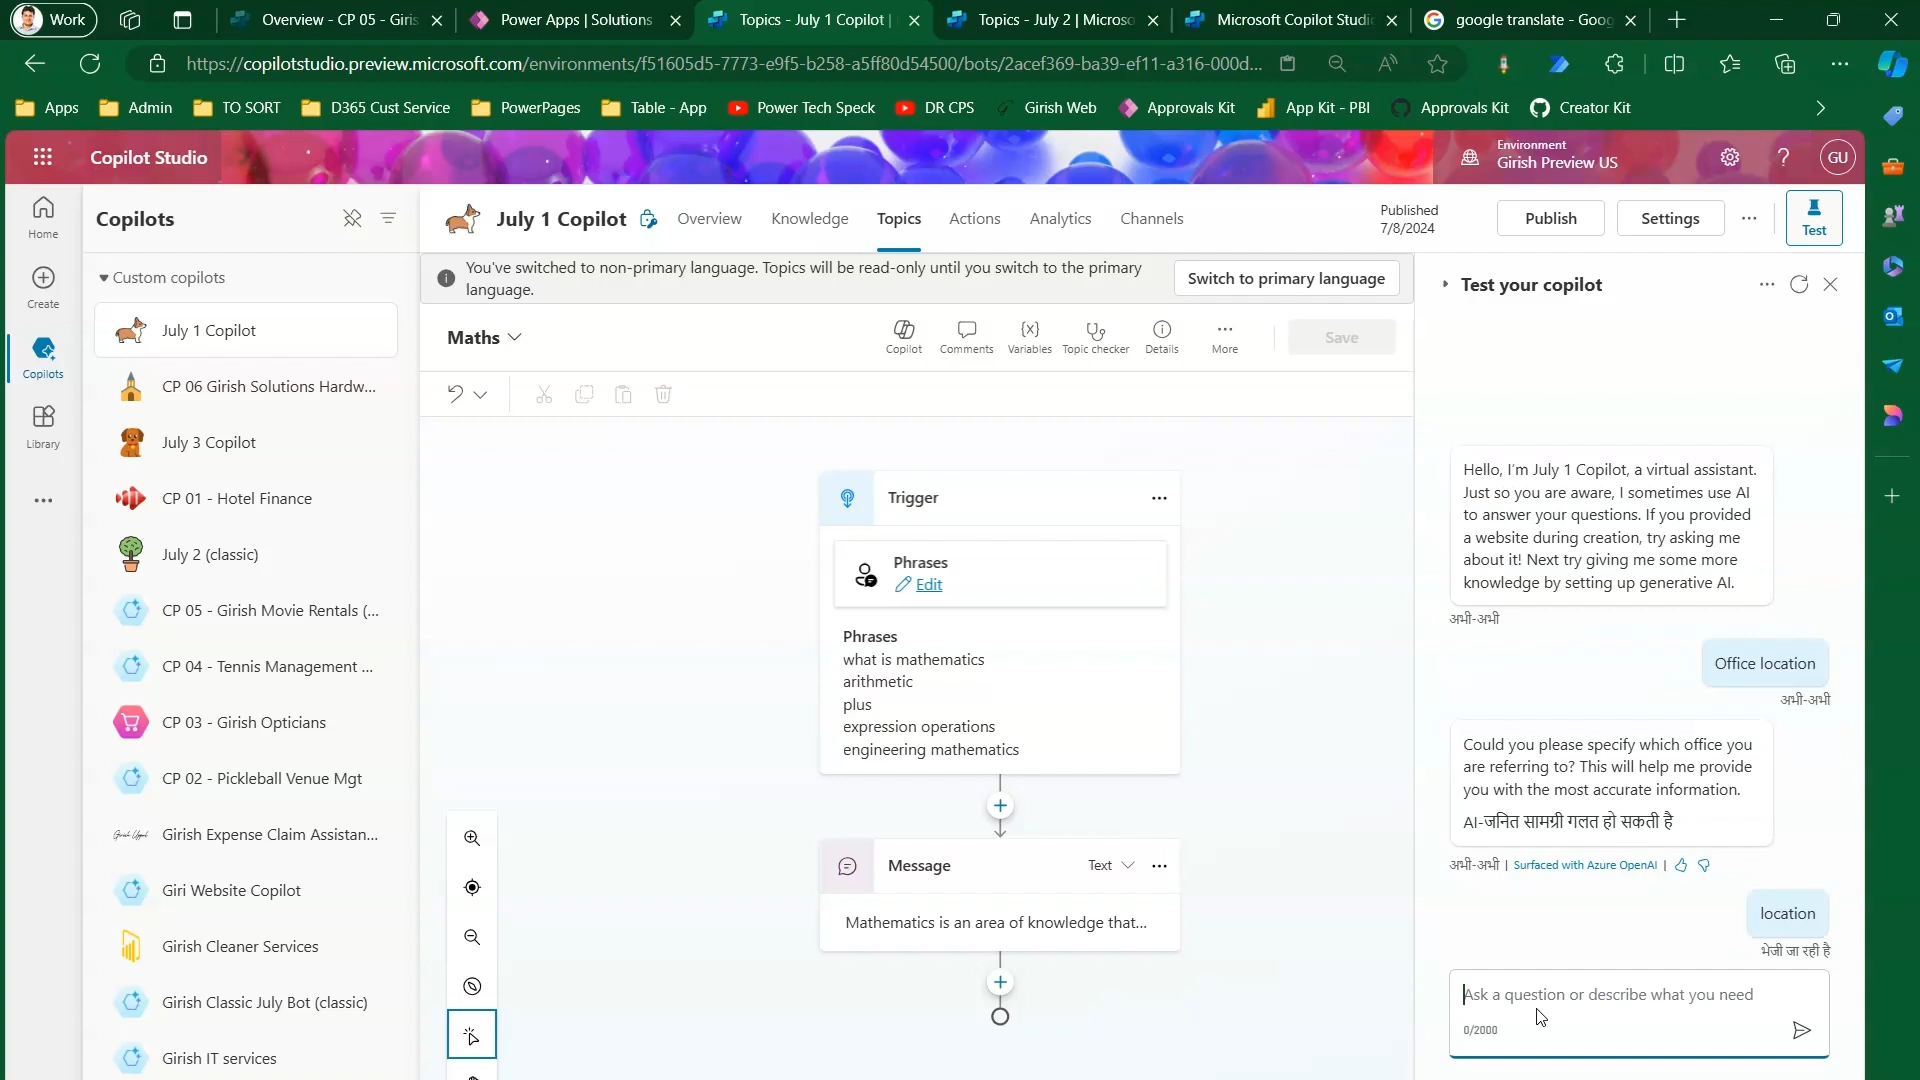 Work
Overview - CP 05 - Giris
Power Apps | Solutions
Topics - July 1 Copilot |
Topics - July 2 | Microso
Microsoft Copilot Studi
google translate - Goog
https://copilotstudio.preview.microsoft.com/environments/f51605d5-7773-e9f5-b258-a5ff80d54500/bots/2acef369-ba39-ef11-a316-000d...
Apps
Admin
TO SORT
D365 Cust Service
PowerPages
Table - App
Power Tech Speck
DR CPS
Girish Web
Approvals Kit
App Kit - PBI
Approvals Kit
Creator Kit
Copilot Studio
Environment
Girish Preview US
GU
Home
Create
Copilots
Library
Copilots
Custom copilots
July 1 Copilot
CP 06 Girish Solutions Hardw...
July 3 Copilot
CP 01 - Hotel Finance
July 2 (classic)
CP 05 - Girish Movie Rentals (...
CP 04 - Tennis Management ...
CP 03 - Girish Opticians
CP 02 - Pickleball Venue Mgt
Girish Expense Claim Assistan...
Giri Website Copilot
Girish Cleaner Services
Girish Classic July Bot (classic)
Girish IT services
July 1 Copilot
Overview
Knowledge
Topics
Actions
Analytics
Channels
Published
7/8/2024
Publish
Settings
Test
You've switched to non-primary language. Topics will be read-only until you switch to the primary
language.
Switch to primary language
Maths
Copilot
Comments
Variables
Topic checker
Details
More
Save
Trigger
Phrases
Edit
Phrases
what is mathematics
arithmetic
plus
expression operations
engineering mathematics
Message
Text
Mathematics is an area of knowledge that...
Test your copilot
Hello, I'm July 1 Copilot, a virtual assistant.
Just so you are aware, I sometimes use AI
to answer your questions. If you provided
a website during creation, try asking me
about it! Next try giving me some more
knowledge by setting up generative AI.
अभी-अभी
Office location
अभी-अभी
Could you please specify which office you
are referring to? This will help me provide
you with the most accurate information.
AI-जनित सामग्री गलत हो सकती है
अभी-अभी | Surfaced with Azure OpenAI |
location
भेजी जा रही है
Ask a question or describe what you need
0/2000